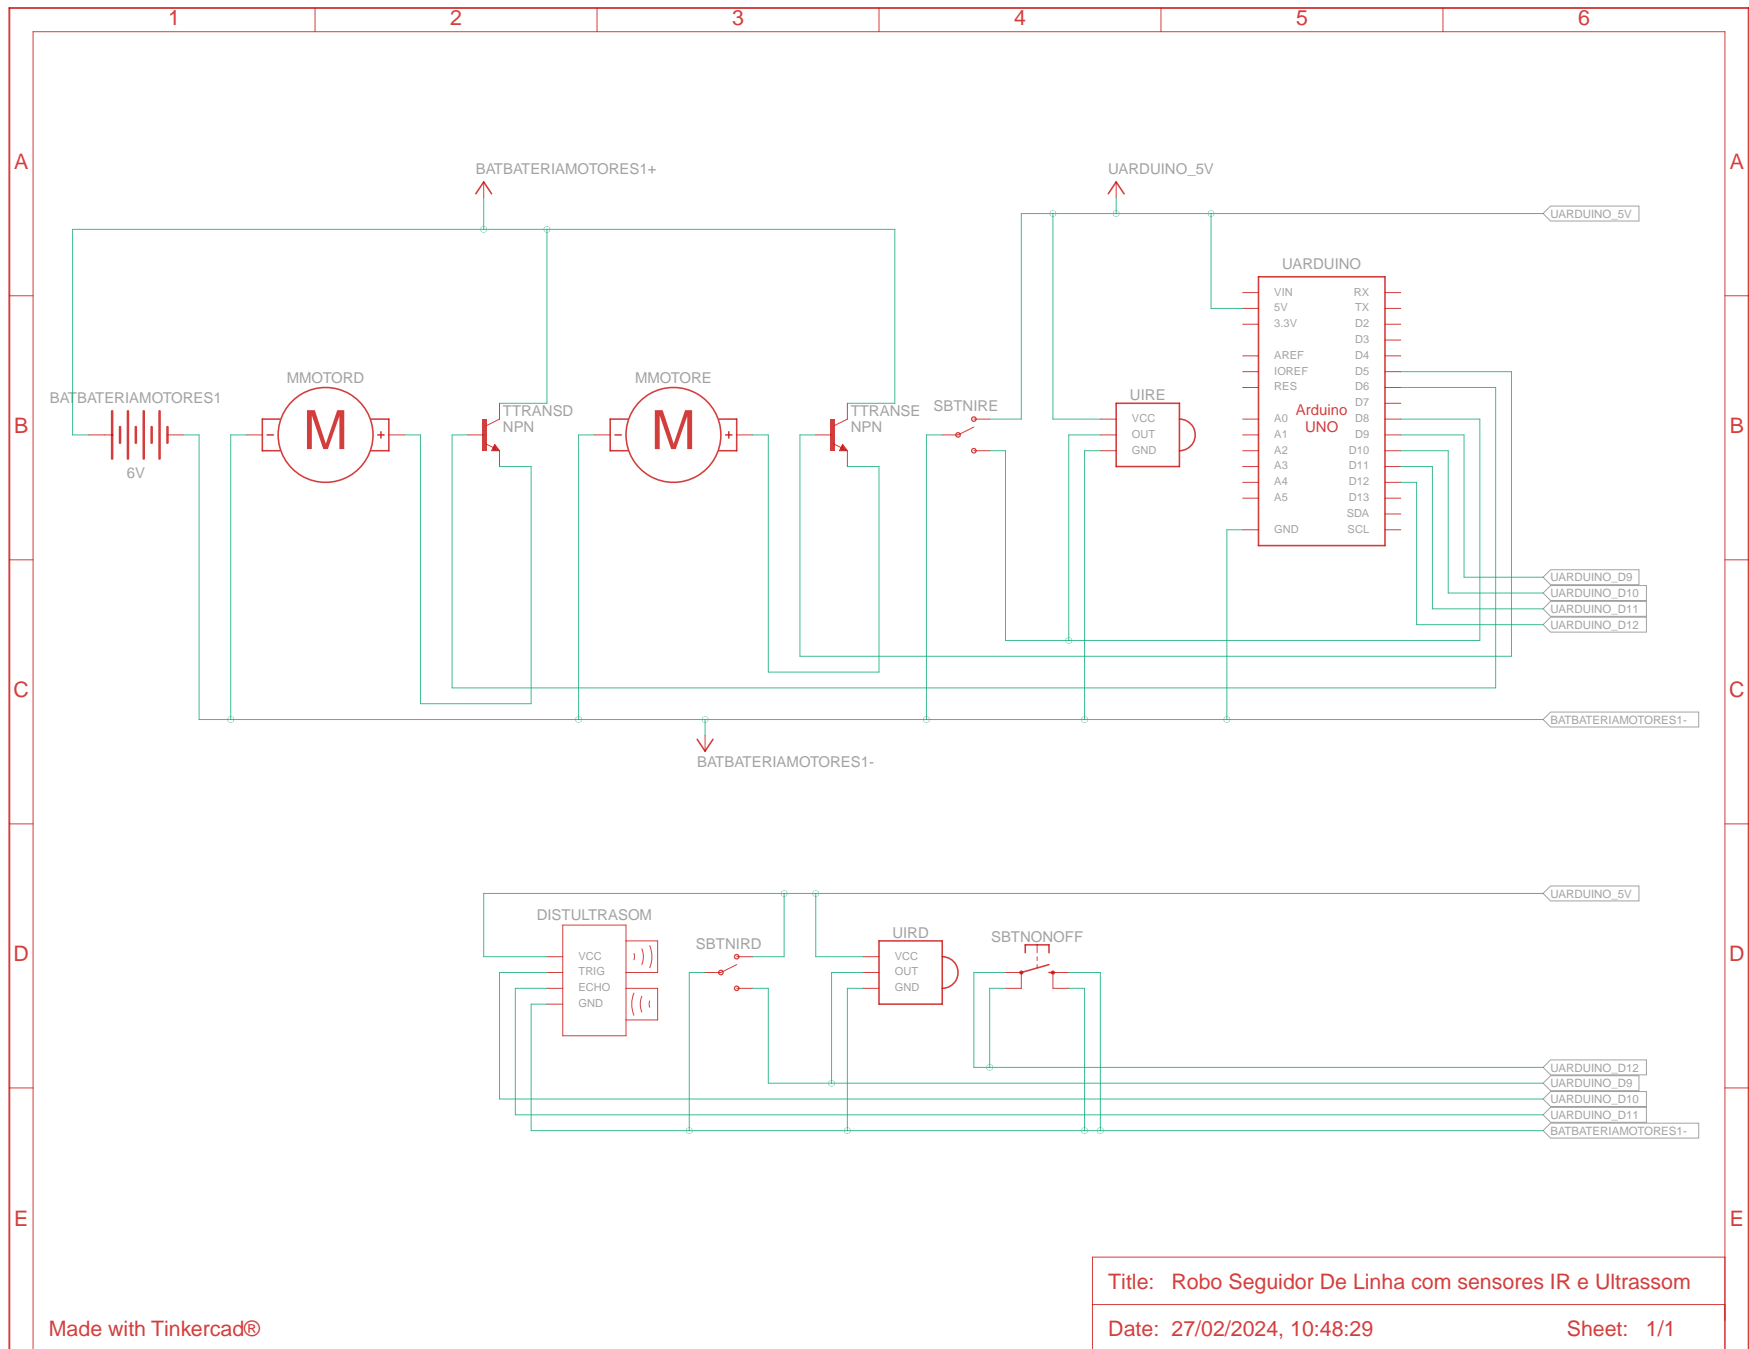 1 2 3 4 5 6
A A
BATBATERIAMOTORES1+ UARDUINO_5V
UARDUINO_5V
UARDUINO
VIN RX
5V TX
3.3V D2
D3
AREF D4
IOREF D5
RES D6
D7
A0 D8
A1 D9
A2 D10
A3 D11
A4 D12
A5 D13
SDA
GND SCL
Arduino
UNO
B B
BATBATERIAMOTORES1
6V
MMOTORD
- M +
TTRANSD
NPN
MMOTORE
- M +
TTRANSE
NPN
SBTNIRE
UIRE
VCC
OUT
GND
UARDUINO_D9
UARDUINO_D10
UARDUINO_D11
UARDUINO_D12
C C
BATBATERIAMOTORES1-
BATBATERIAMOTORES1-
UARDUINO_5V
D D
DISTULTRASOM
VCC
TRIG
ECHO
GND
SBTNIRD
UIRD
VCC
OUT
GND
SBTNONOFF
UARDUINO_D12
UARDUINO_D9
UARDUINO_D10
UARDUINO_D11
BATBATERIAMOTORES1-
E E
Title: Robo Seguidor De Linha com sensores IR e Ultrassom
Made with Tinkercad®
Date: 27/02/2024, 10:48:29 Sheet: 1/1